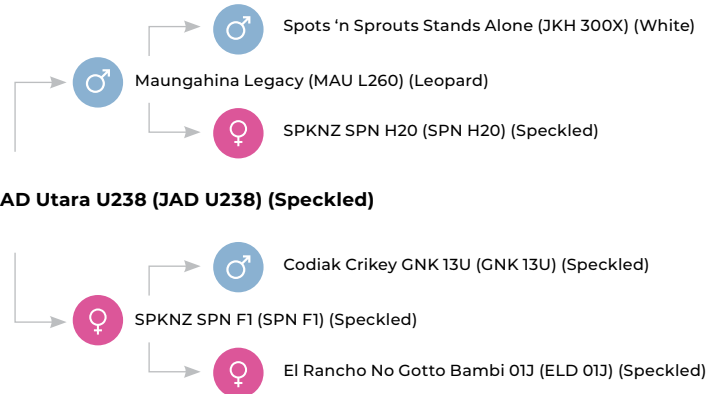 Spots ‘n Sprouts Stands Alone (JKH 300X) (White)
Maungahina Legacy (MAU L260) (Leopard)
SPKNZ SPN H20 (SPN H20) (Speckled)
AD Utara U238 (JAD U238) (Speckled)
Codiak Crikey GNK 13U (GNK 13U) (Speckled)
SPKNZ SPN F1 (SPN F1) (Speckled)
El Rancho No Gotto Bambi 01J (ELD 01J) (Speckled)